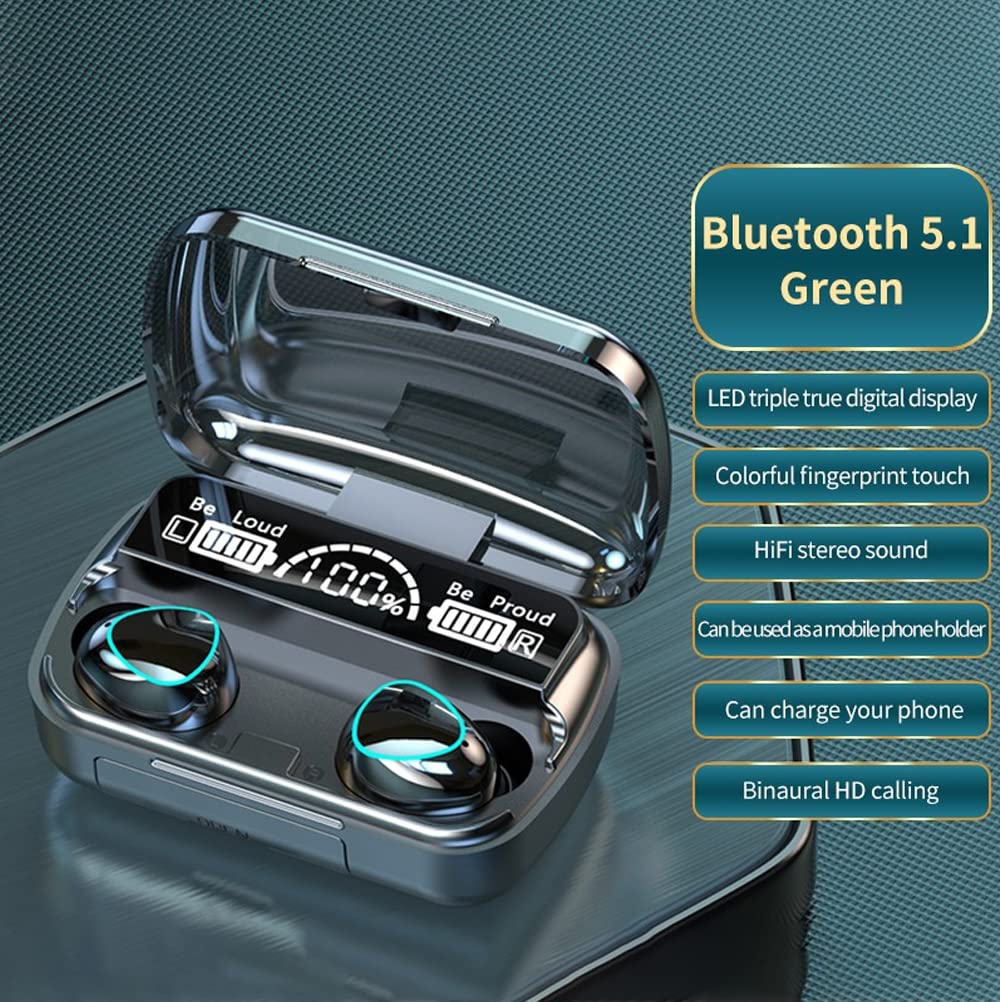 Bluetooth 5.1
Green
LED triple true digital display
Colorful fingerprint touch
HiFi stereo sound
Can be used as a mobile phone holder
Can charge your phone
Binaural HD calling
Be Loud
L
100%
Be Proud
R
OPEN